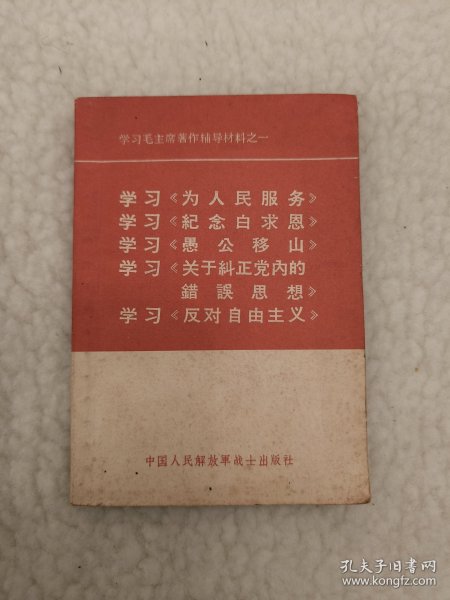 学习毛主席著作辅导材料之一
学习《为人民服务》
学习《紀念白求恩》
学习《愚公移山》
学习《关于糾正党內的
錯誤思想》
学习《反对自由主义》
中国人民解放軍战士出版社
孔夫子旧书网
www.kongfz.com